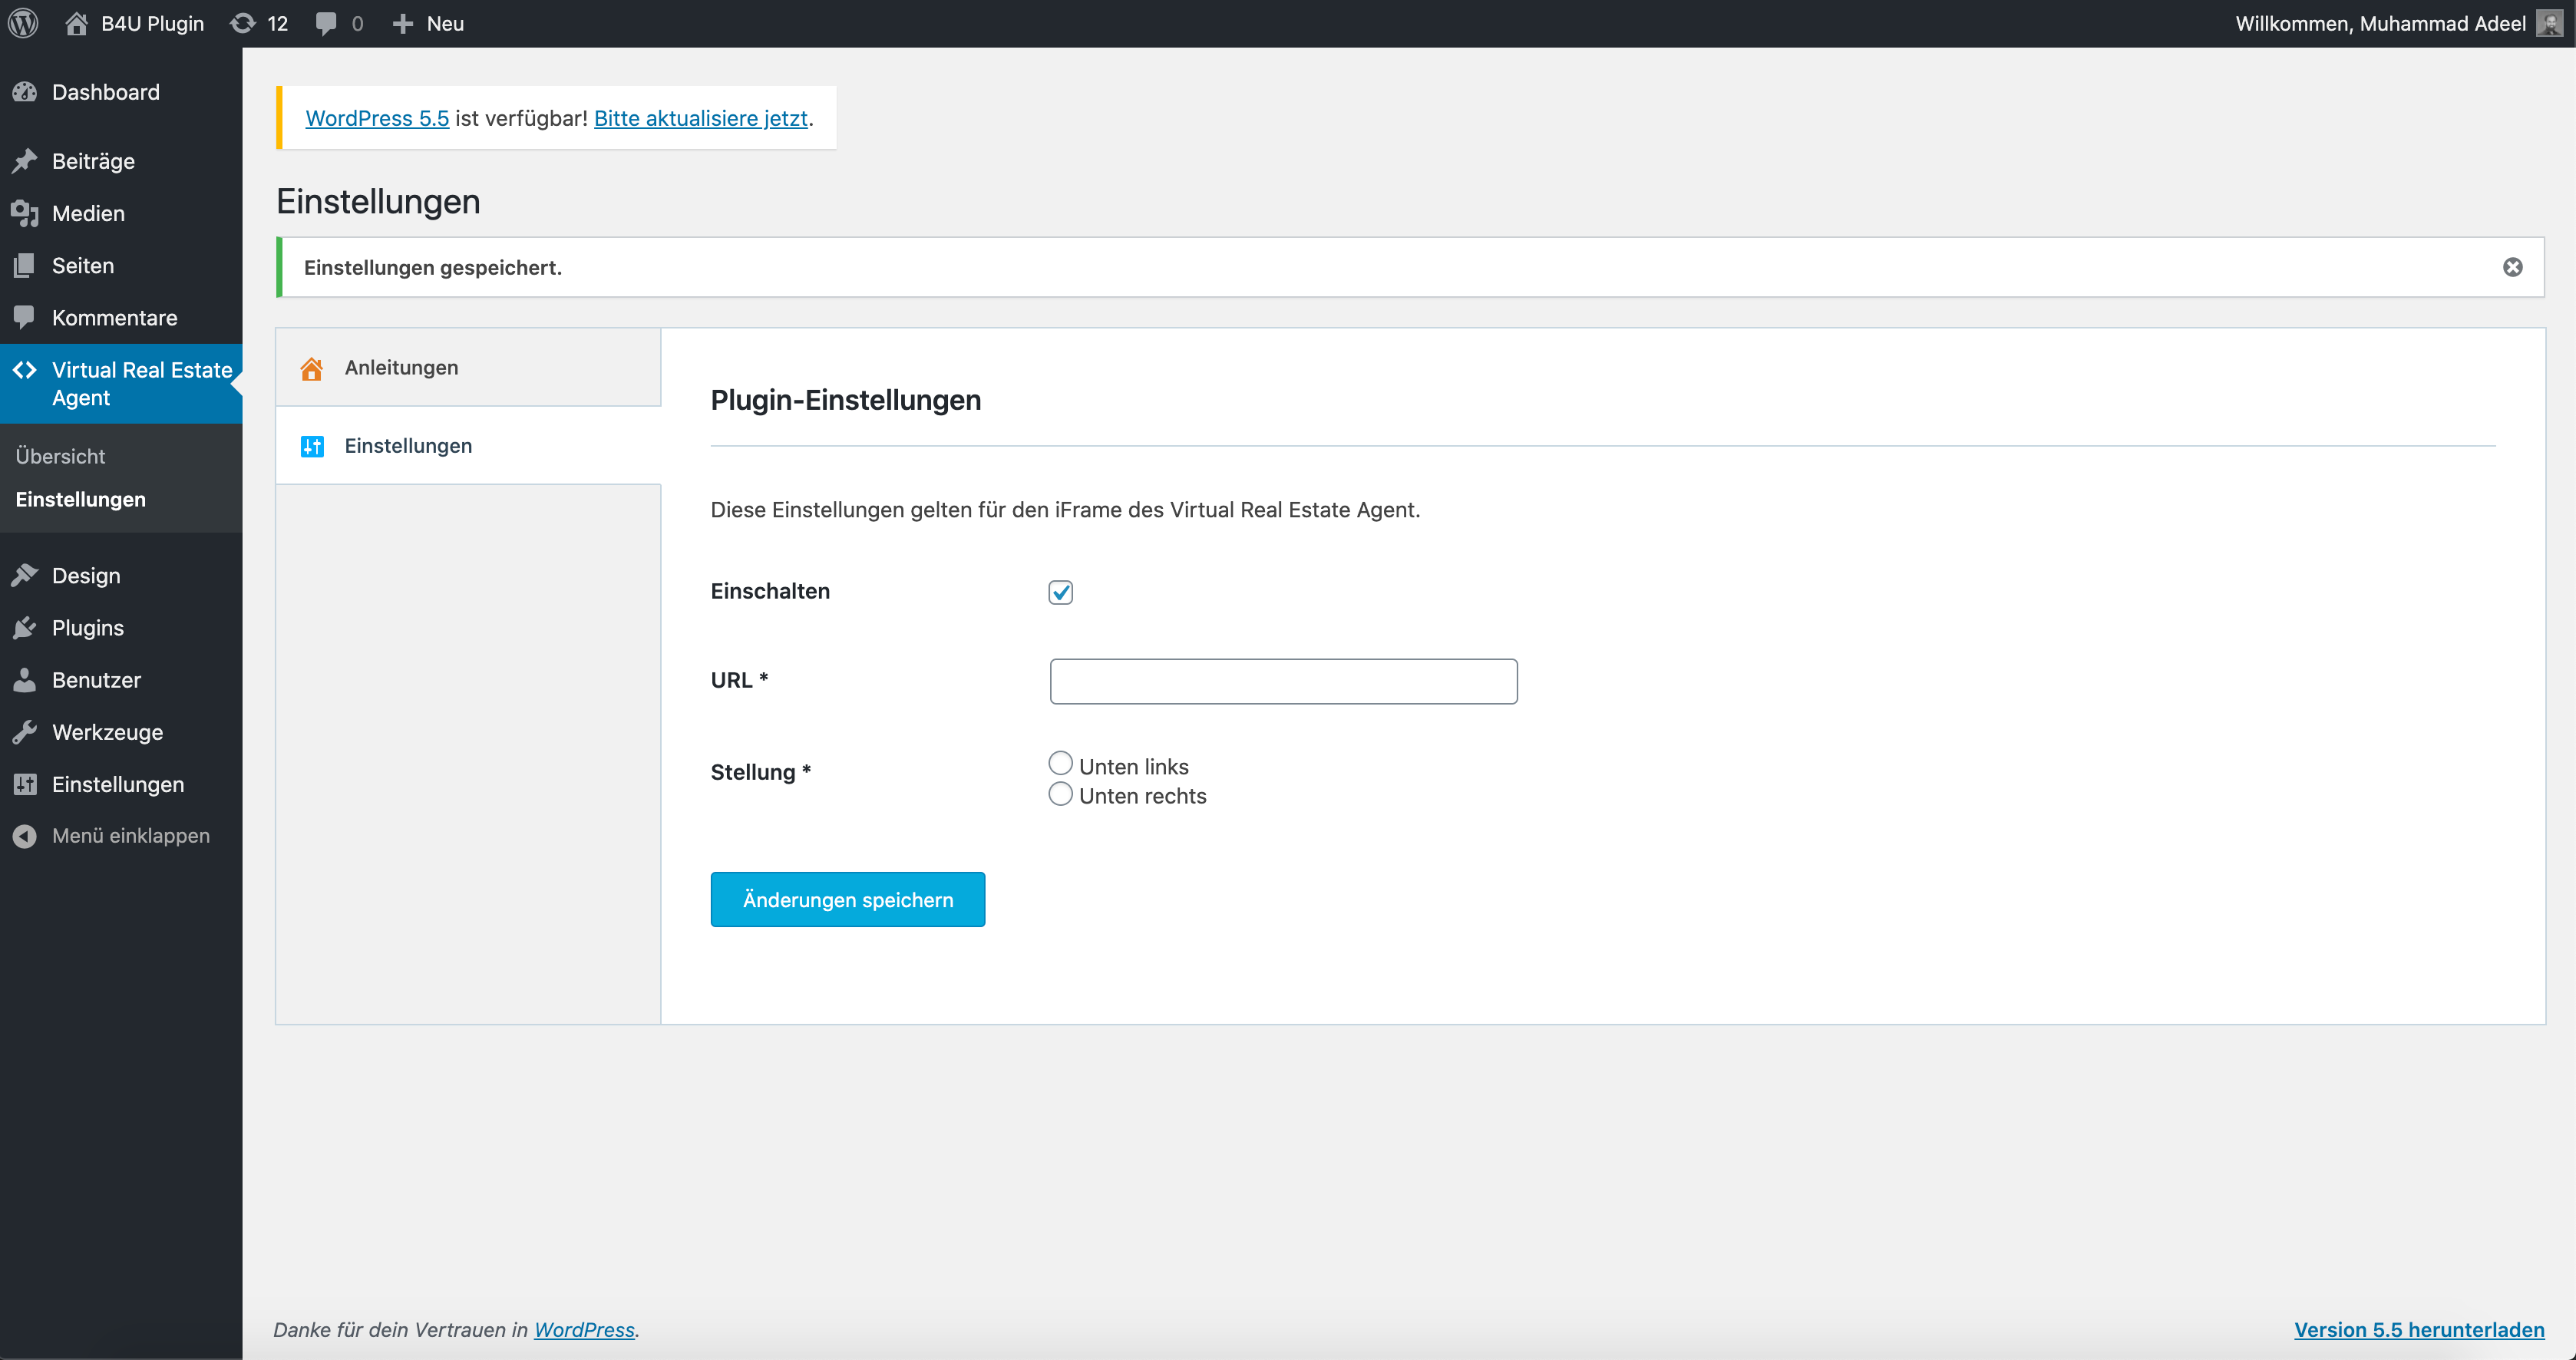 B4U Plugin 12 0 Neu Willkommen, Muhammad Adeel
Dashboard
Beiträge
Medien
Seiten
Kommentare
Virtual Real Estate
Agent
Übersicht
Einstellungen
Design
Plugins
Benutzer
Werkzeuge
Einstellungen
Menü einklappen
WordPress 5.5 ist verfügbar! Bitte aktualisiere jetzt.
Einstellungen
Einstellungen gespeichert.
Anleitungen
Einstellungen
Plugin-Einstellungen
Diese Einstellungen gelten für den iFrame des Virtual Real Estate Agent.
Einschalten
URL *
Stellung *
Unten links
Unten rechts
Änderungen speichern
Danke für dein Vertrauen in WordPress.
Version 5.5 herunterladen